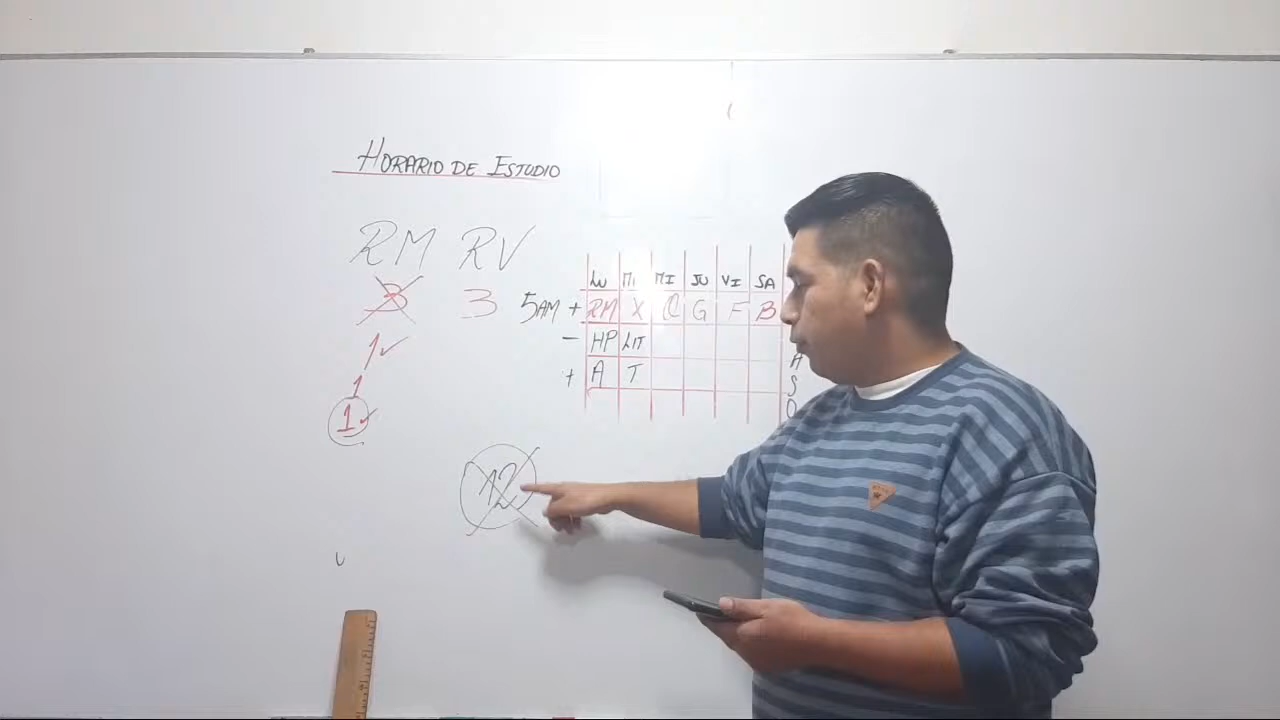 HORARIO DE ESTUDIO
RM RV
3 3
1
1
1
12
LU MA MI JU VI SA
5AM + RM X Q G F B
- HP LIT
+ A T
A
S
O